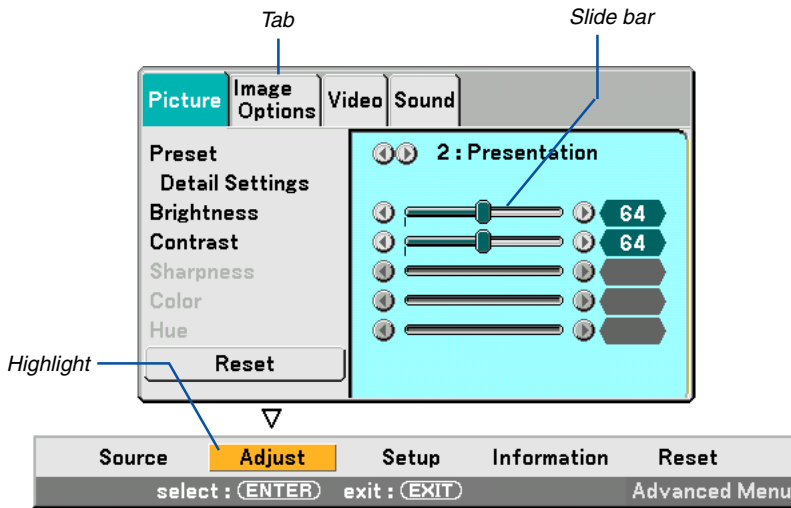 Tab
Slide bar
Picture
Image Options
Video
Sound
Preset
2 : Presentation
Detail Settings
Brightness
64
Contrast
64
Sharpness
Color
Hue
Highlight
Reset
Source Adjust Setup Information Reset
select : ENTER exit : EXIT Advanced Menu